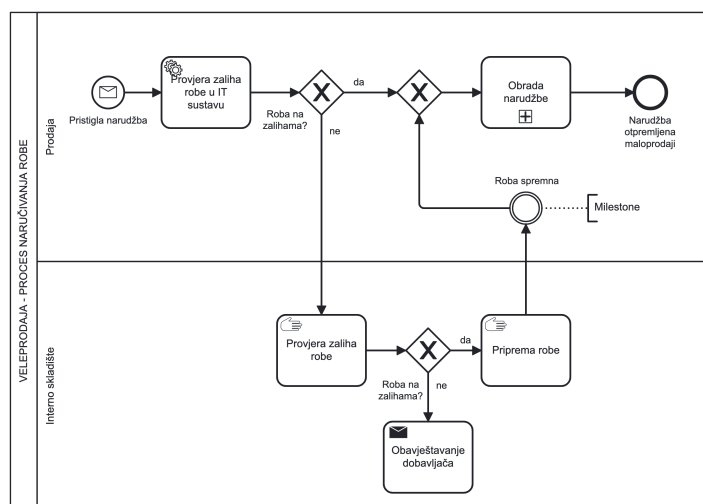 VELEPRODAJA - PROCES NARUČIVANJA ROBE
Prodaja
Pristigla narudžba
Provjera zaliha
robe u IT
sustavu
Roba na
zalihama?
da
ne
Obrada
narudžbe
Narudžba
otpremljena
maloprodaji
Roba spremna
Milestone
Interno skladište
Provjera zaliha
robe
Roba na
zalihama?
da
ne
Priprema robe
Obavještavanje
dobavljača